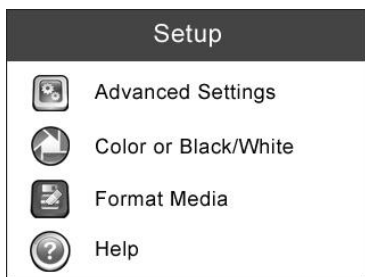 Setup
Advanced Settings
Color or Black/White
Format Media
? Help